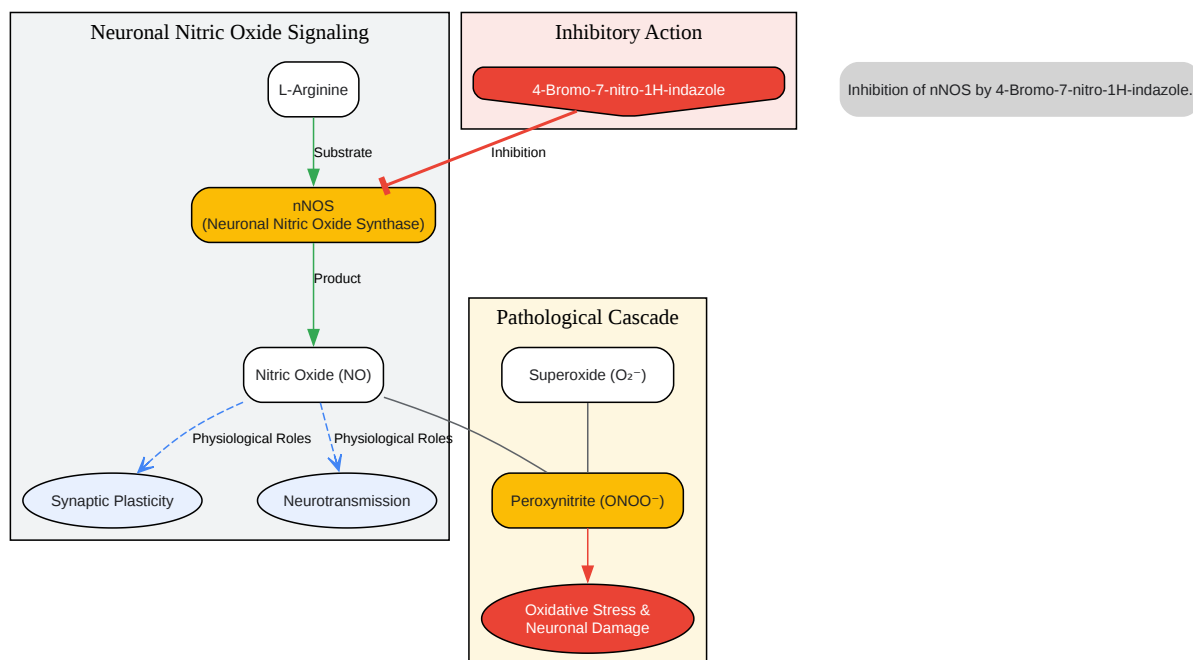 Neuronal Nitric Oxide Signaling
L-Arginine
Substrate
nNOS
(Neuronal Nitric Oxide Synthase)
Product
Nitric Oxide (NO)
Physiological Roles
Physiological Roles
Synaptic Plasticity
Neurotransmission
Inhibitory Action
4-Bromo-7-nitro-1H-indazole
Inhibition
Pathological Cascade
Superoxide (O₂⁻)
Peroxynitrite (ONOO⁻)
Oxidative Stress &
Neuronal Damage
Inhibition of nNOS by 4-Bromo-7-nitro-1H-indazole.